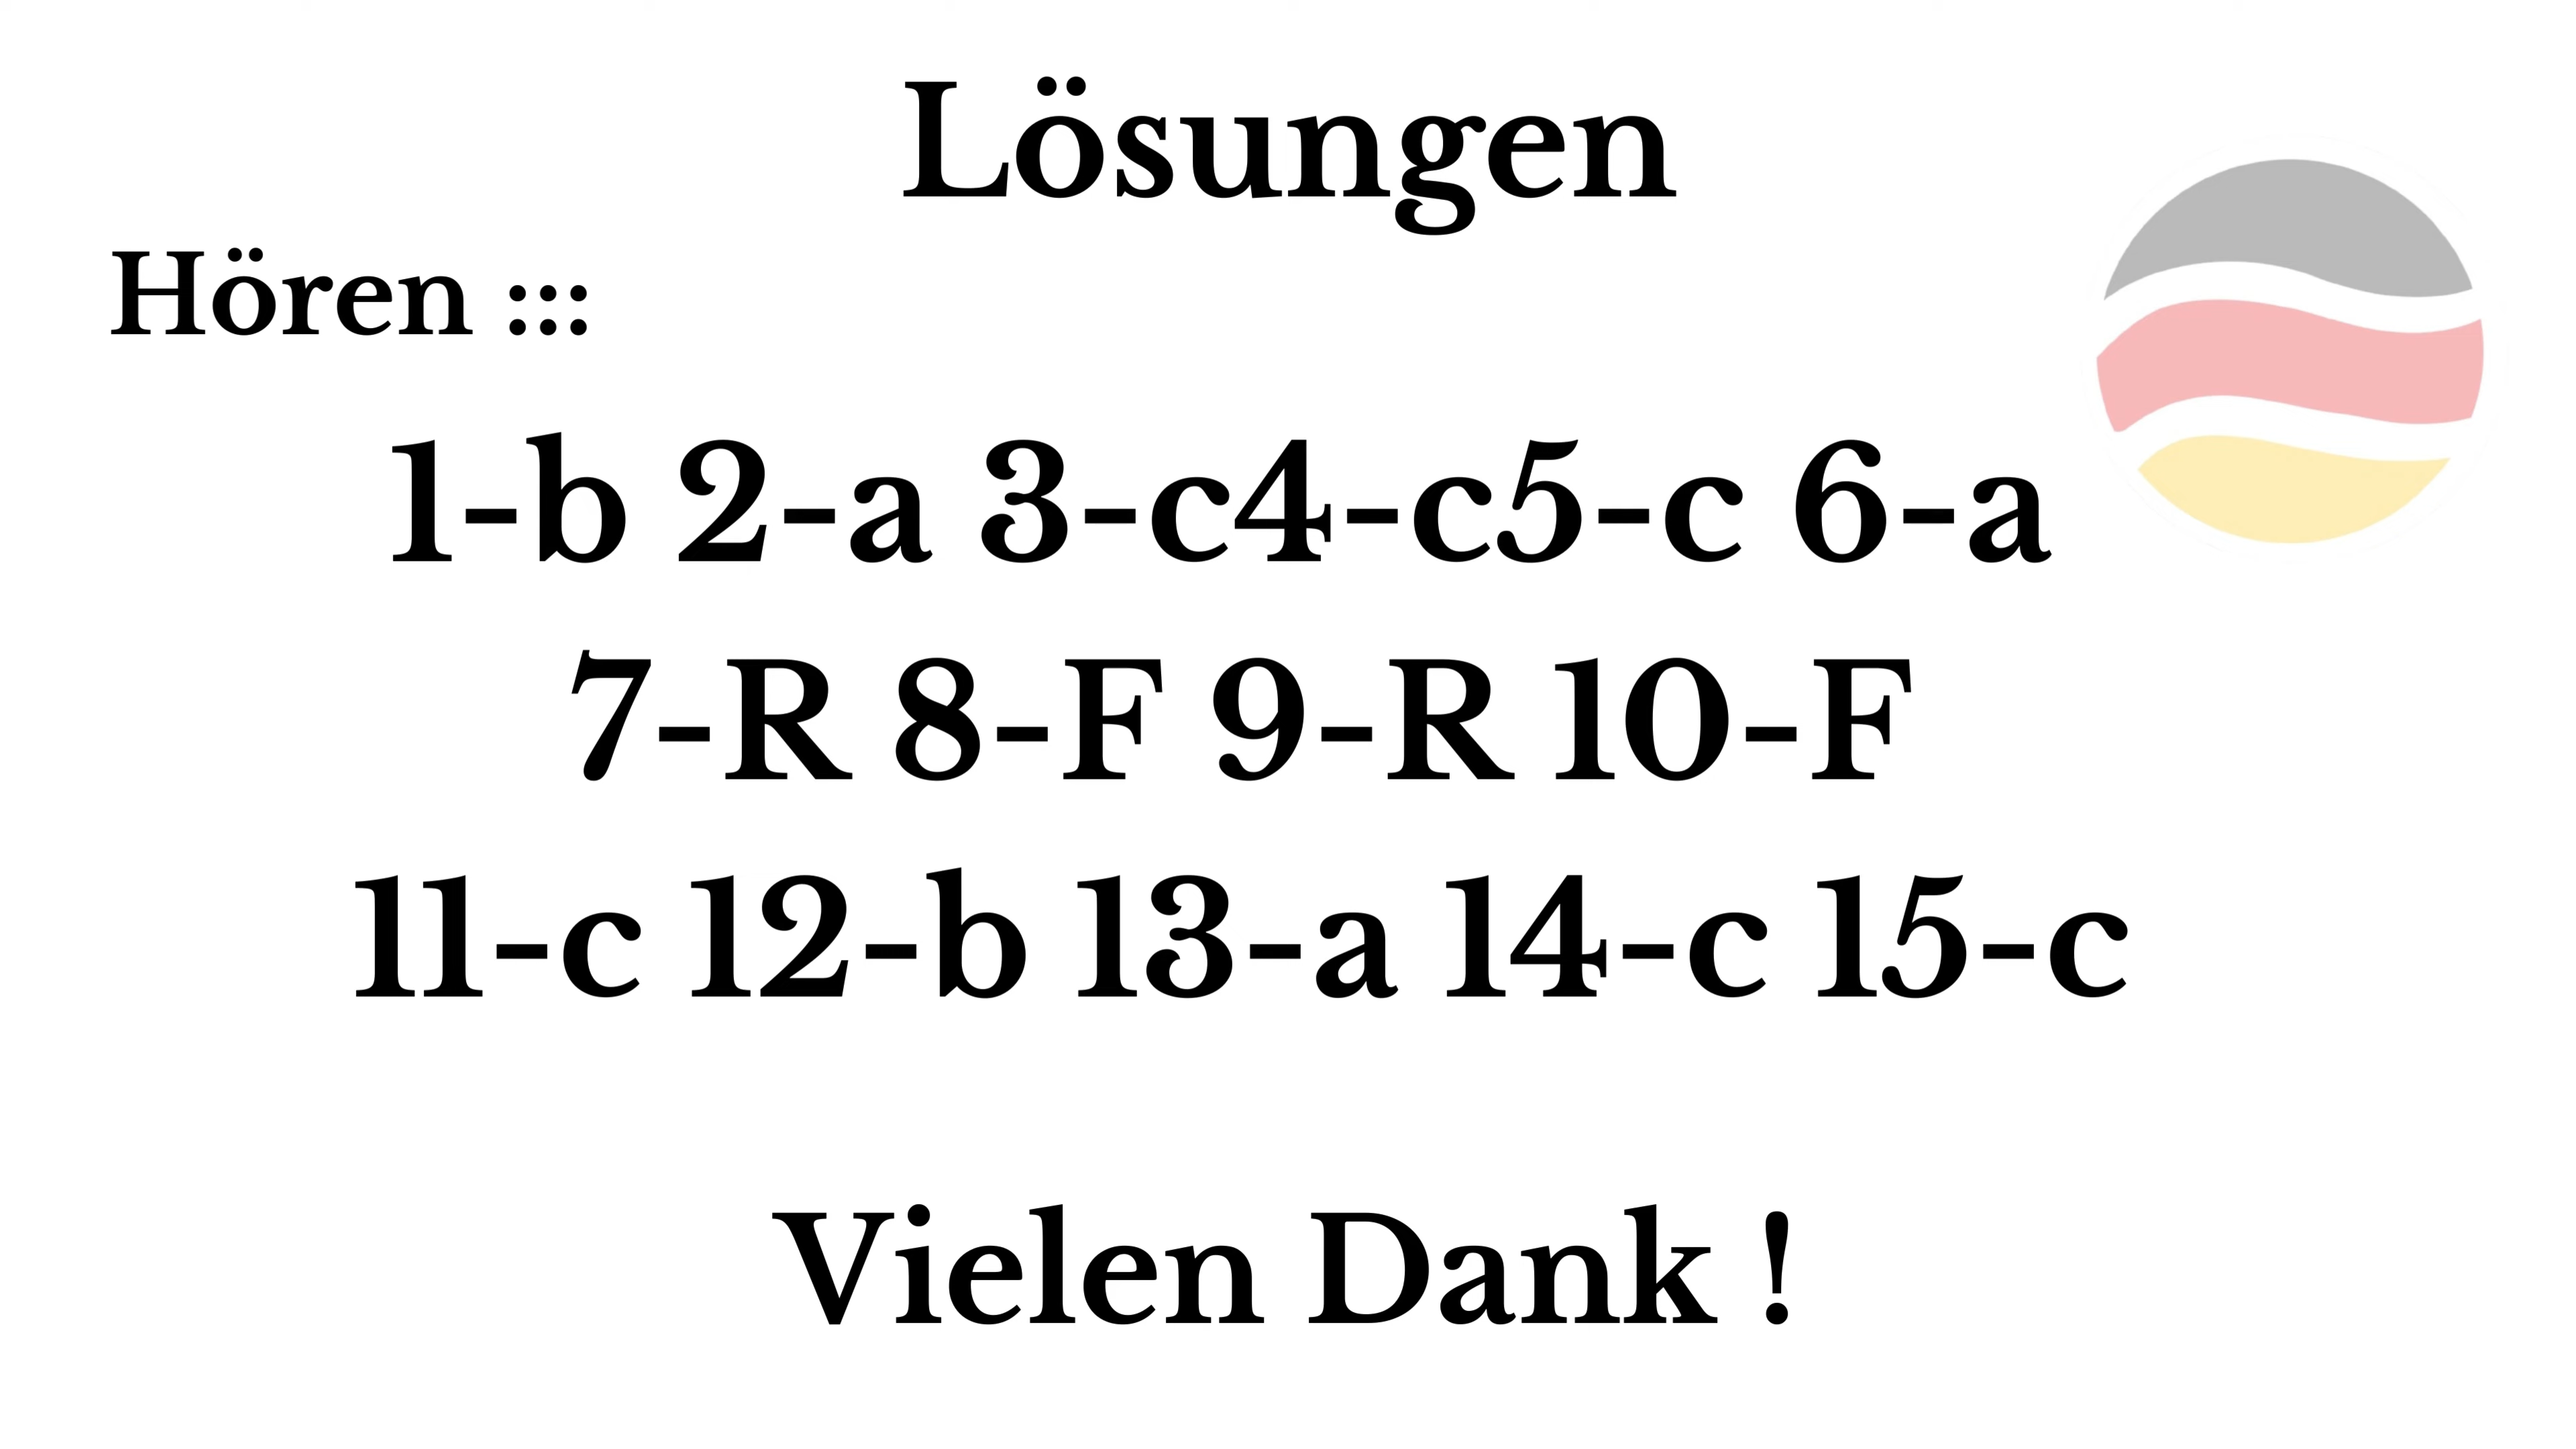 Lösungen
Hören :::
1-b 2-a 3-c4-c5-c 6-a
7-R 8-F 9-R 10-F
11-c 12-b 13-a 14-c 15-c
Vielen Dank !